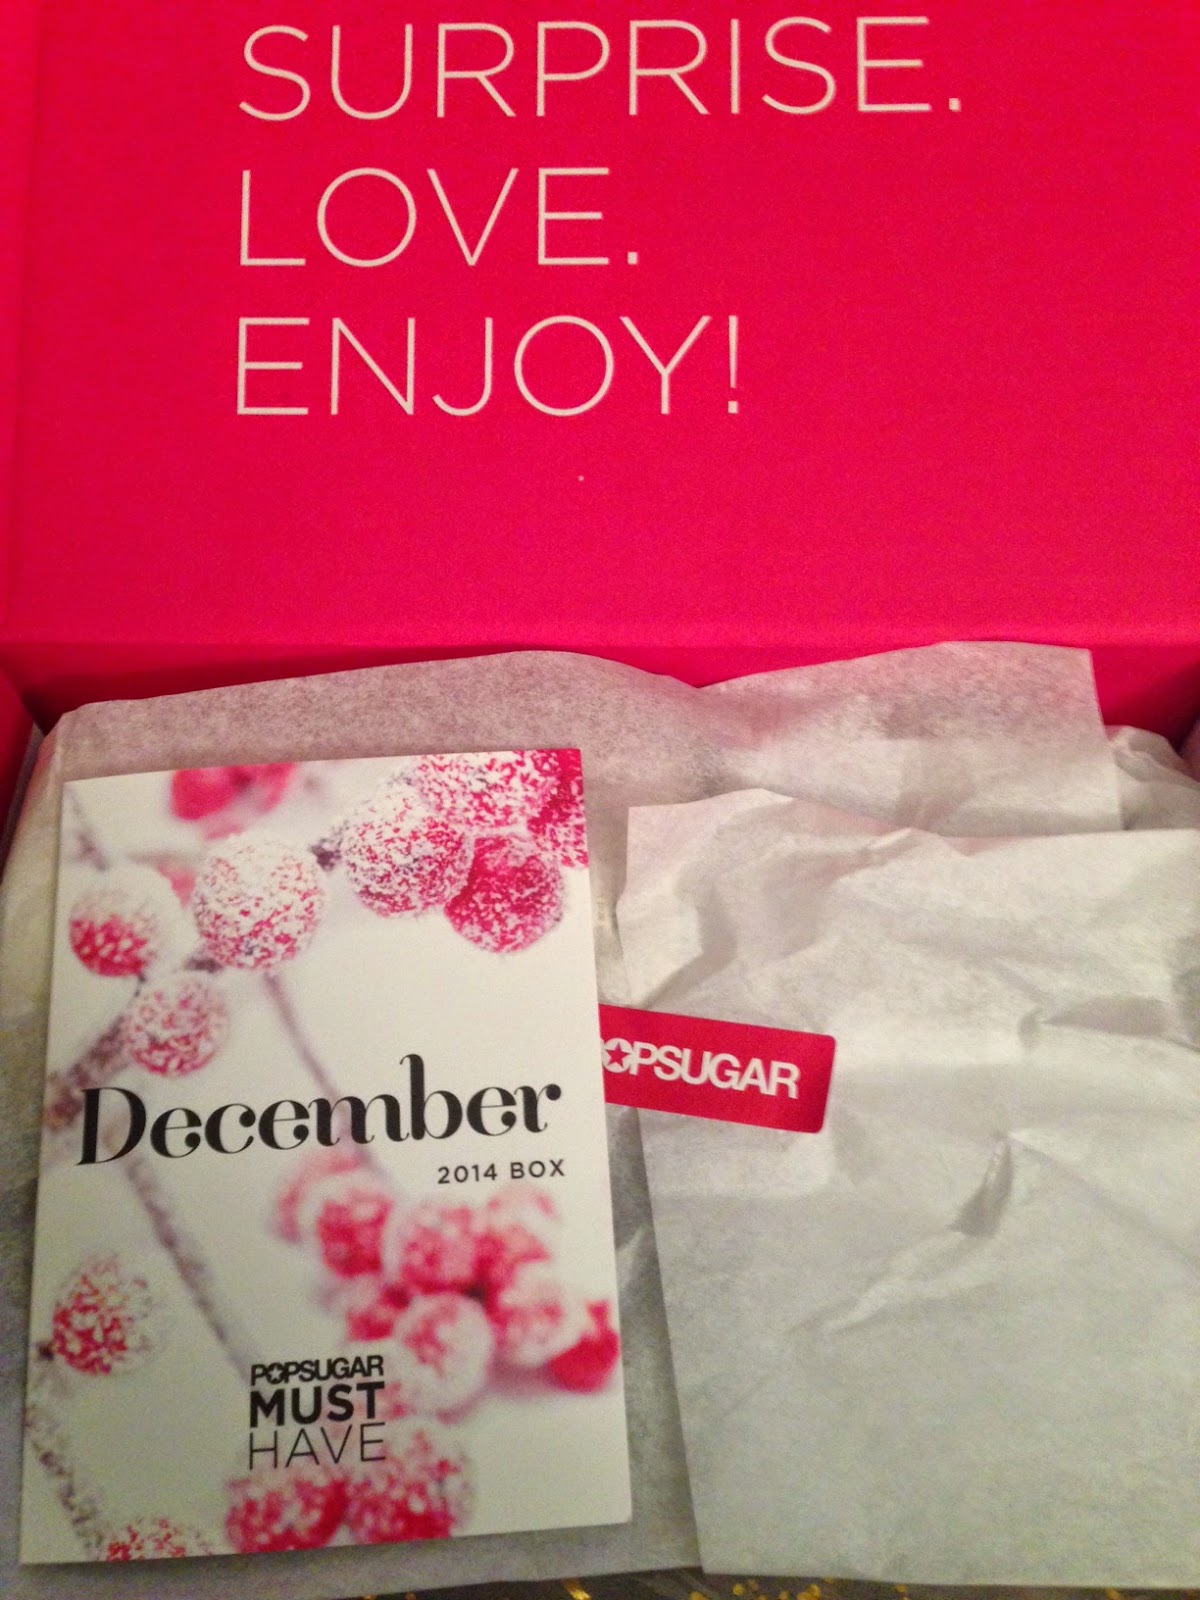 SURPRISE.
LOVE.
ENJOY!
POPSUGAR
December
2014 BOX
POPSUGAR
MUST
HAVE